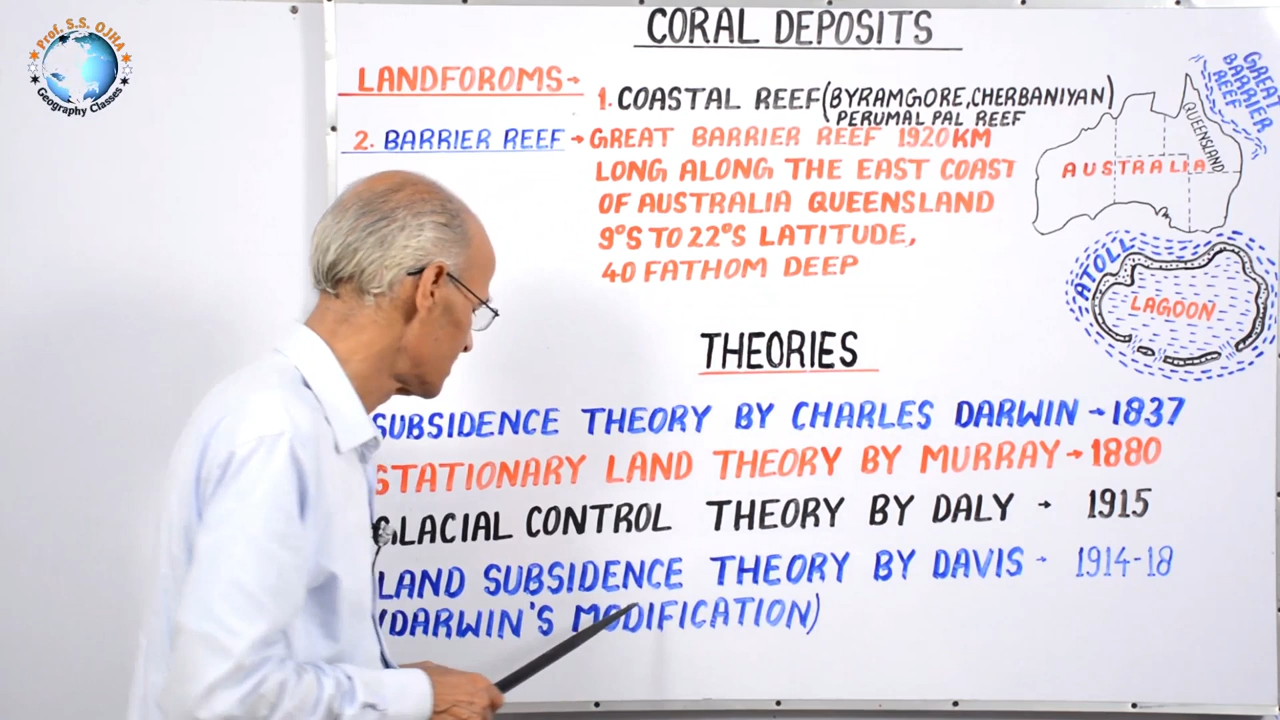 Prof. S.S. OJHA
Geography Classes
CORAL DEPOSITS
LANDFOROMS→
1. COASTAL REEF (BYRAMGORE, CHERBANIYAN)
PERUMAL PAL REEF
2. BARRIER REEF → GREAT BARRIER REEF 1920 KM
LONG ALONG THE EAST COAST
OF AUSTRALIA QUEENSLAND
9°S TO 22°S LATITUDE,
40 FATHOM DEEP
GREAT
BARRIER
REEF
QUEENSLAND
AUSTRALIA
ATOLL
LAGOON
THEORIES
SUBSIDENCE THEORY BY CHARLES DARWIN → 1837
STATIONARY LAND THEORY BY MURRAY → 1880
GLACIAL CONTROL THEORY BY DALY → 1915
LAND SUBSIDENCE THEORY BY DAVIS - 1914-18
(DARWIN'S MODIFICATION)